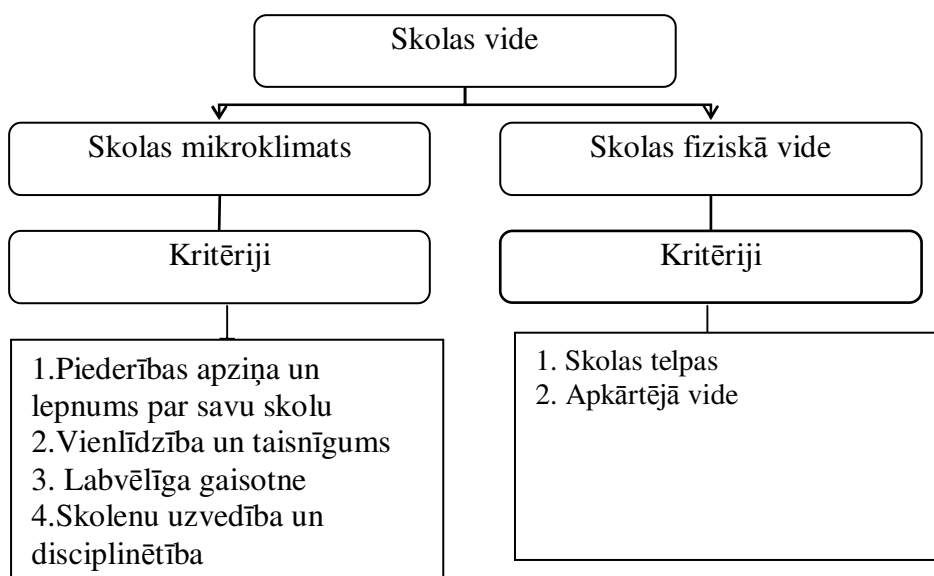 Skolas vide
Skolas mikroklimats
Skolas fiziskā vide
Kritēriji
Kritēriji
1.Piederības apziņa un
lepnums par savu skolu
2.Vienlīdzība un taisnīgums
3. Labvēlīga gaisotne
4.Skolenu uzvedība un
disciplinētība
1. Skolas telpas
2. Apkārtējā vide